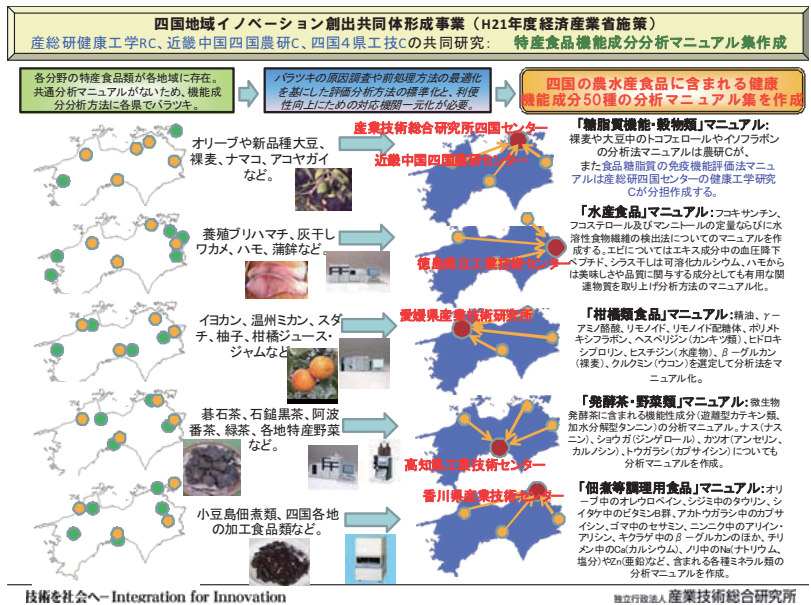 四国地域イノベーション創出共同体形成事業（H21年度経済産業省施策）
産総研健康工学RC、近畿中国四国農研C、四国4県工技Cの共同研究： 特産食品機能成分分析マニュアル集作成
各分野の特産食品類が各地域に存在。
共通分析マニュアルがないため、機能成
分分析方法に各県でバラツキ。
バラツキの原因調査や前処理方法の最適化
を基にした評価分析方法の標準化と、利便
性向上にための対応機関一元化が必要。
四国の農水産食品に含まれる健康
機能成分50種の分析マニュアル集を作成
オリーブや新品種大豆、
裸麦、ナマコ、アコヤガイ
など。
産業技術総合研究所四国センター
近畿中国四国農研センター
「糖脂質機能・穀物類」マニュアル：
裸麦や大豆中のトコフェロールやイソフラボン
の分析法マニュアルは農研Cが、
また食品糖脂質の免疫機能評価法マニュ
アルは産総研四国センターの健康工学研究
Cが分担作成する。
養殖ブリハマチ、灰干し
ワカメ、ハモ、蒲鉾など。
徳島県立工業技術センター
「水産食品」マニュアル：フコキサンチン、
フコステロール及びマンニトールの定量ならびに水
溶性食物繊維の検出法についてのマニュアルを作
成する。エビについてはエキス成分中の血圧降下
ペプチド、シラス干しは可溶化カルシウム、ハモから
は美味しさや品質に関与する成分としても有用な関
連物質を取り上げ分析方法のマニュアル化。
イヨカン、温州ミカン、スダ
チ、柚子、柑橘ジュース・
ジャムなど
愛媛県産業技術研究所
「柑橘類食品」マニュアル：精油、γ－
アミノ酪酸、リモノイド、リモノイド配糖体、ポリメト
キシフラボン、ヘスペリジン（カンキツ類）、ヒドロキ
シプロリン、ヒスチジン（水産物）、β－グルカン
（裸麦）、クルクミン（ウコン）を選定して分析法をマ
ニュアル化。
碁石茶、石鎚黒茶、阿波
番茶、緑茶、各地特産野菜
など。
高知県工業技術センター
「発酵茶・野菜類」マニュアル：微生物
発酵茶に含まれる機能性成分（遊離型カテキン類、
加水分解型タンニン）の分析マニュアル。ナス（ナス
ニン）、ショウガ（ジンゲロール）、カツオ（アンセリン、
カルノシン）、トウガラシ（カプサイシン）についても
分析マニュアルを作成。
小豆島佃煮類、四国各地
の加工食品類など。
香川県産業技術センター
「佃煮等調理用食品」マニュアル：オリ
ーブ中のオレウロペイン、シジミ中のタウリン、シ
イタケ中のビタミンB群、アカトウガラシ中のカプサ
イシン、ゴマ中のセサミン、ニンニク中のアリイン・
アリシン、キクラゲ中のβ－グルカンのほか、チリ
メン中のCa（カルシウム）、ノリ中のNa（ナトリウム、
塩分）やZn（亜鉛）など、含まれる各種ミネラル類の
分析マニュアルを作成。
技術を社会へ－Integration for Innovation
独立行政法人 産業技術総合研究所